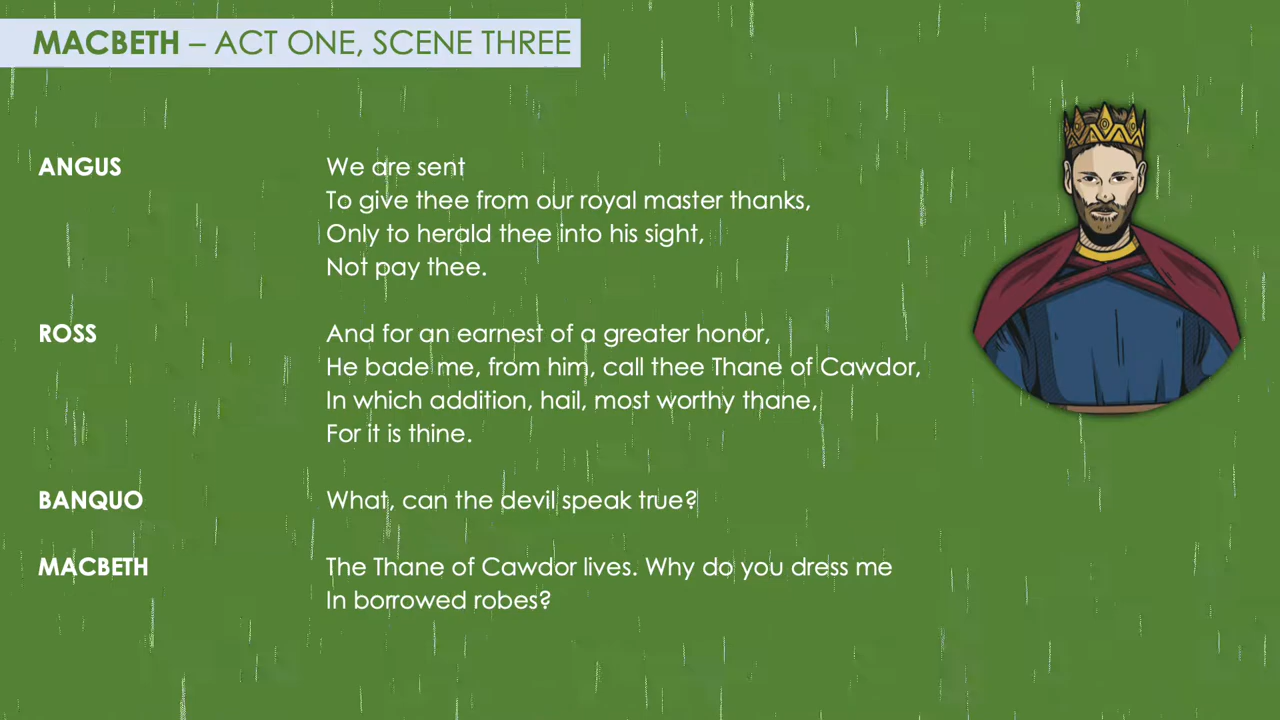 MACBETH – ACT ONE, SCENE THREE
ANGUS We are sent
To give thee from our royal master thanks,
Only to herald thee into his sight,
Not pay thee.
ROSS And for an earnest of a greater honor,
He bade me, from him, call thee Thane of Cawdor,
In which addition, hail, most worthy thane,
For it is thine.
BANQUO What, can the devil speak true?
MACBETH The Thane of Cawdor lives. Why do you dress me
In borrowed robes?